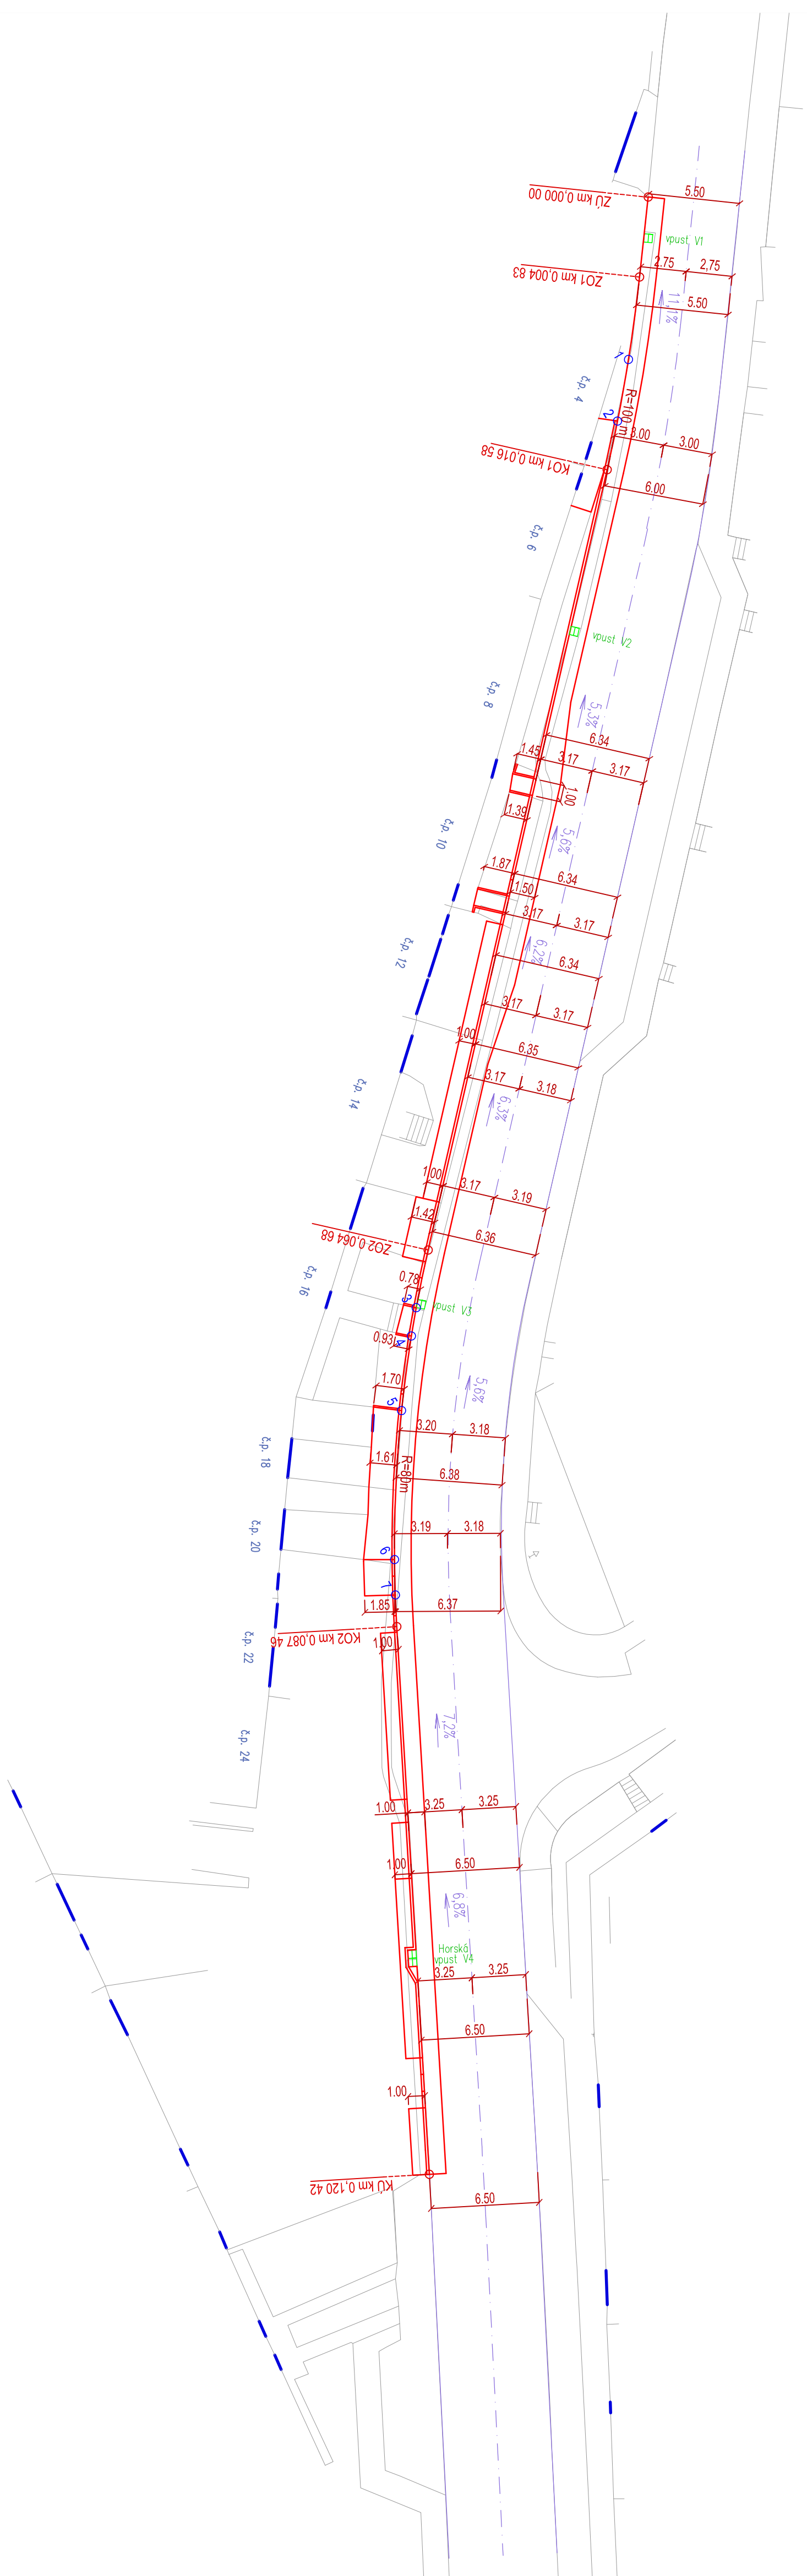 5.50
ZÚ km 0,000 00
vpusť V1
2.75
2,75
ZO1 km 0,004 83
11,1%
5.50
1
č.p. 4
R=100 m
2
3.00
3.00
KO1 km 0,016 58
6.00
č.p. 6
vpusť V2
č.p. 8
5,3%
6.34
1.45
3.17
3.17
1.00
1.39
č.p. 10
5,6%
1.87
6.34
1.50
3.17
3.17
č.p. 12
6,2%
6.34
3.17
3.17
1.00
6.35
3.17
3.18
č.p. 14
6,3%
1.00
3.17
3.19
1.42
ZO2 0,064 68
6.36
č.p. 16
0.78
3
vpusť V3
4
0.93
5,6%
1.70
5
3.20
3.18
č.p. 18
1.61
R=80m
6.38
č.p. 20
3.19
3.18
6
7
1.85
6.37
KO2 km 0,087 46
č.p. 22
1.00
7,2%
č.p. 24
1.00
3.25
3.25
1.00
6.50
6,8%
Horská
vpusť V4
3.25
3.25
6.50
1.00
KÚ km 0,120 42
6.50